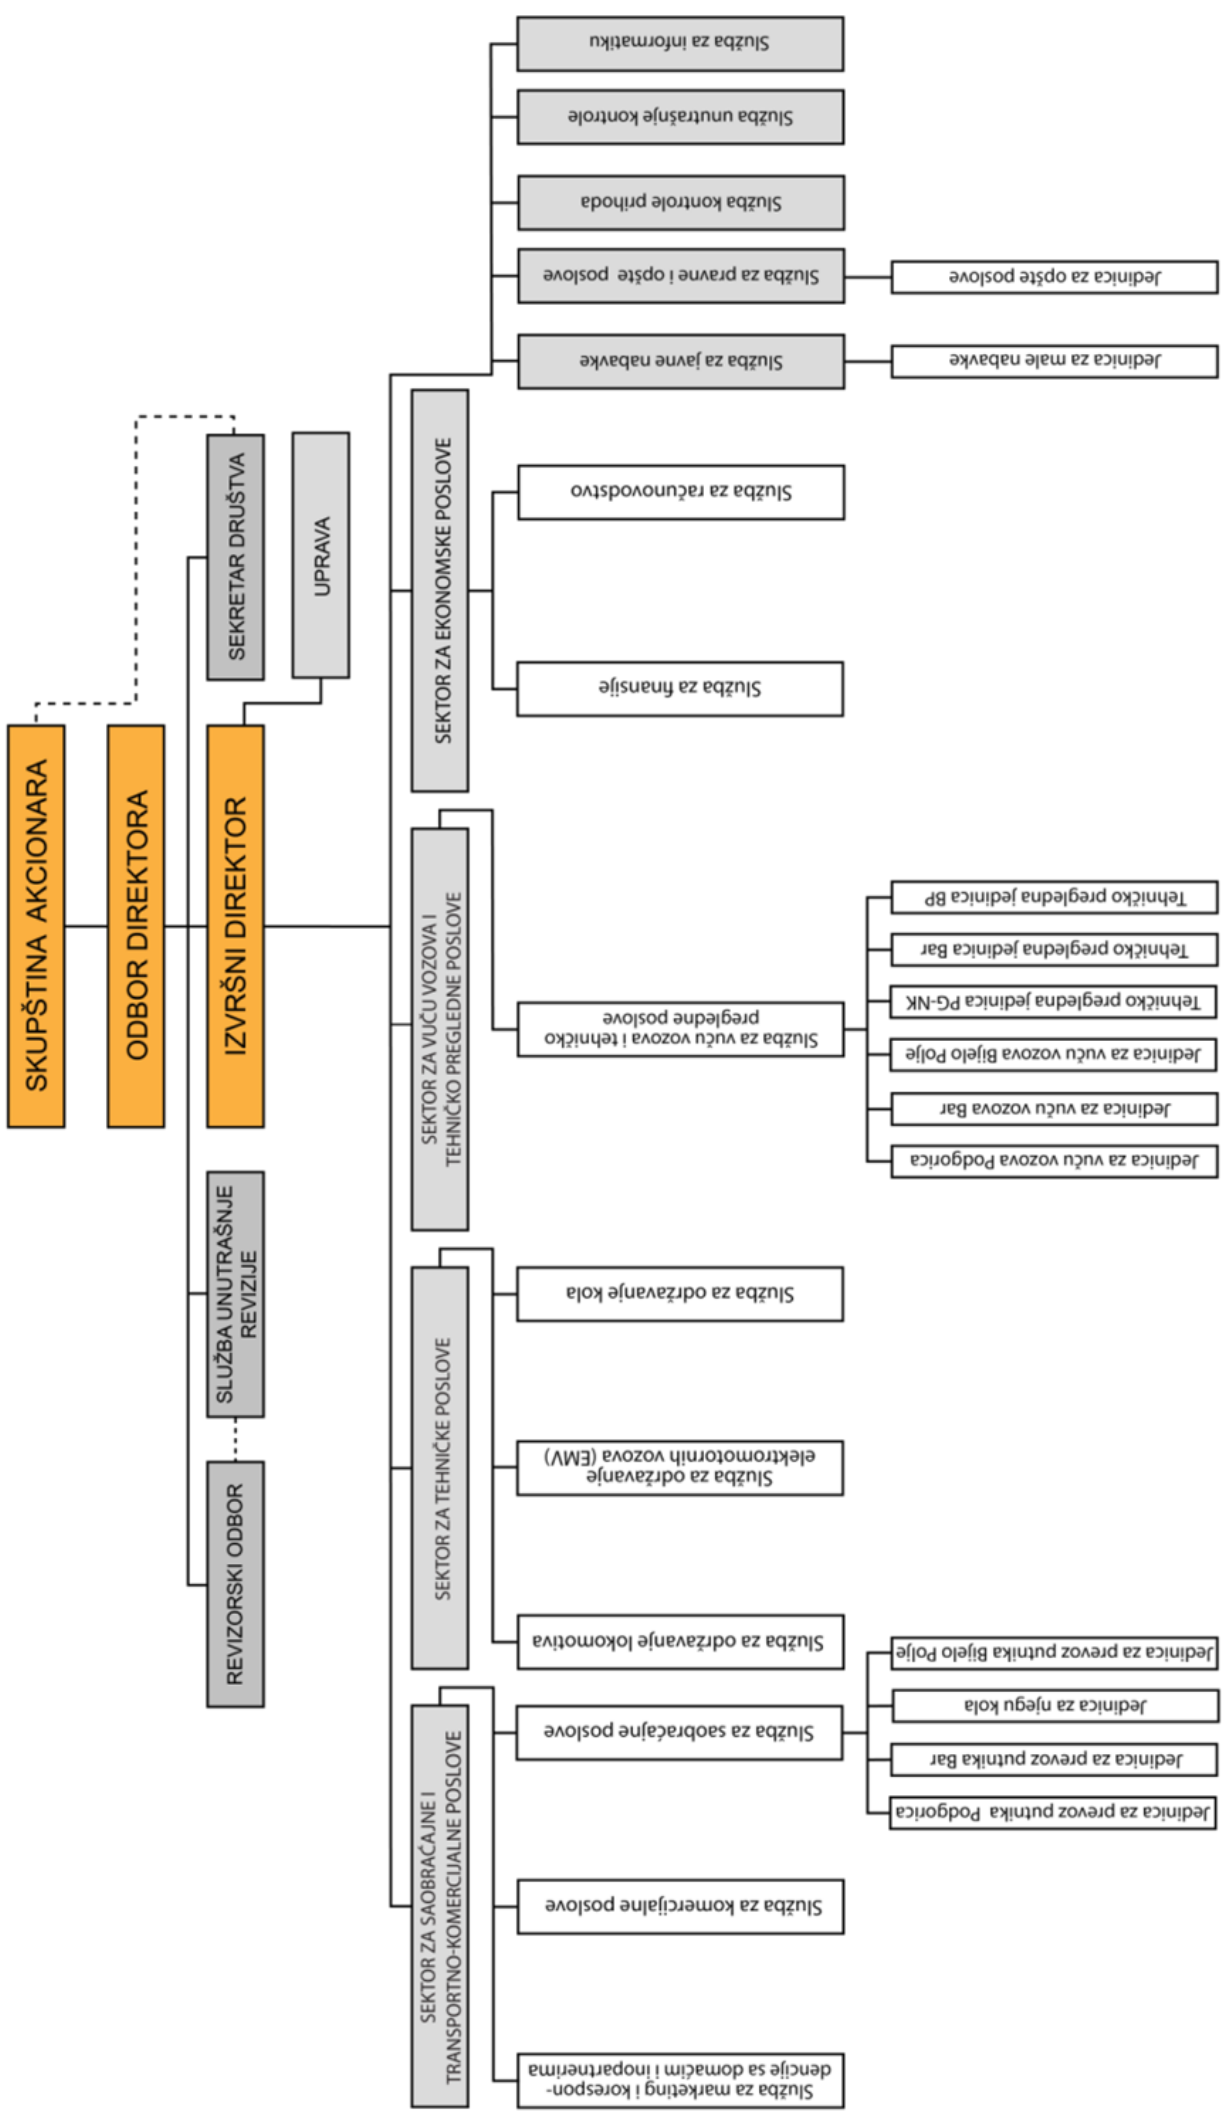 SKUPŠTINA AKCIONARA
ODBOR DIREKTORA
IZVRŠNI DIREKTOR
REVIZORSKI ODBOR
SLUŽBA UNUTRAŠNJE
REVIZIJE
SEKRETAR DRUŠTVA
UPRAVA
SEKTOR ZA SAOBRAĆAJNE I
TRANSPORTNO-KOMERCIJALNE POSLOVE
SEKTOR ZA TEHNIČKE POSLOVE
SEKTOR ZA VUČU VOZOVA I
TEHNIČKO PREGLEDNE POSLOVE
SEKTOR ZA EKONOMSKE POSLOVE
Služba za marketing i korespon-
dencije sa domaćim i inopartnerima
Služba za komercijalne poslove
Služba za saobraćajne poslove
Služba za održavanje lokomotiva
Služba za održavanje
elektromotornih vozova (EMV)
Služba za održavanje kola
Služba za vuču vozova i tehničko
pregledne poslove
Služba za finansije
Služba za računovodstvo
Služba za javne nabavke
Služba za pravne i opšte poslove
Služba kontrole prihoda
Služba unutrašnje kontrole
Služba za informatiku
Jedinica za prevoz putnika Podgorica
Jedinica za prevoz putnika Bar
Jedinica za njegu kola
Jedinica za prevoz putnika Bijelo Polje
Jedinica za vuču vozova Podgorica
Jedinica za vuču vozova Bar
Jedinica za vuču vozova Bijelo Polje
Tehničko pregledna jedinica PG-NK
Tehničko pregledna jedinica Bar
Tehničko pregledna jedinica BP
Jedinica za male nabavke
Jedinica za opšte poslove